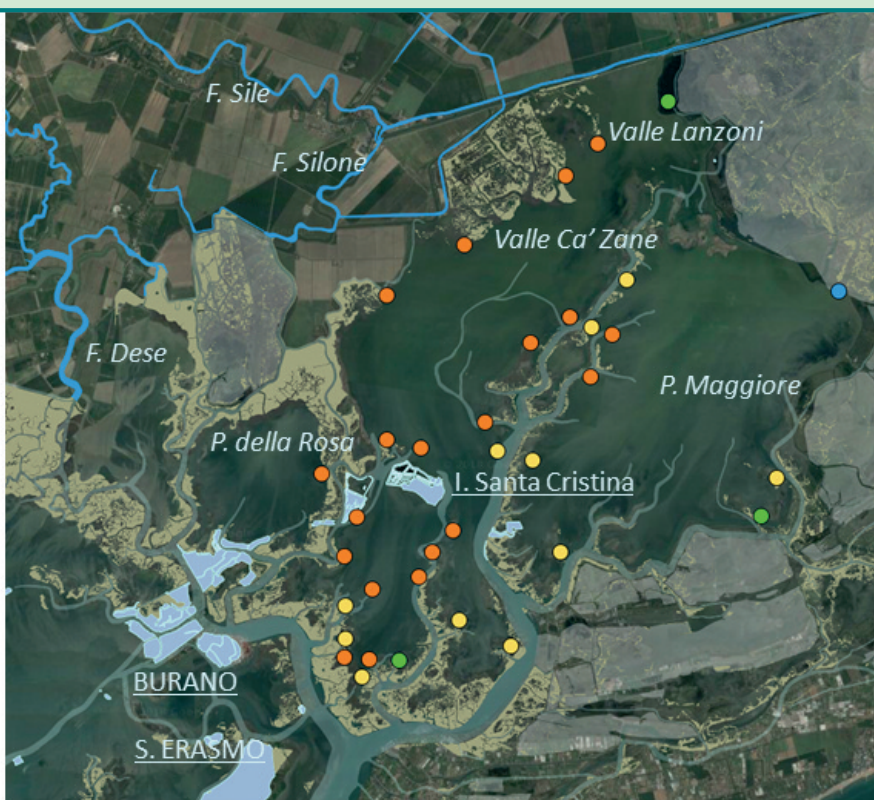 F. Sile
Valle Lanzoni
F. Silone
Valle Ca' Zane
F. Dese
P. Maggiore
P. della Rosa
I. Santa Cristina
BURANO
S. ERASMO